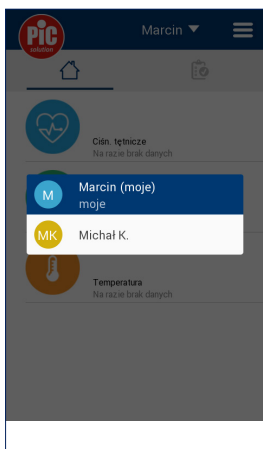 PiC
solution
Marcin
Ciśn. tętnicze
Na razie brak danych
M
Marcin (moje)
moje
MK
Michał K.
Temperatura
Na razie brak danych